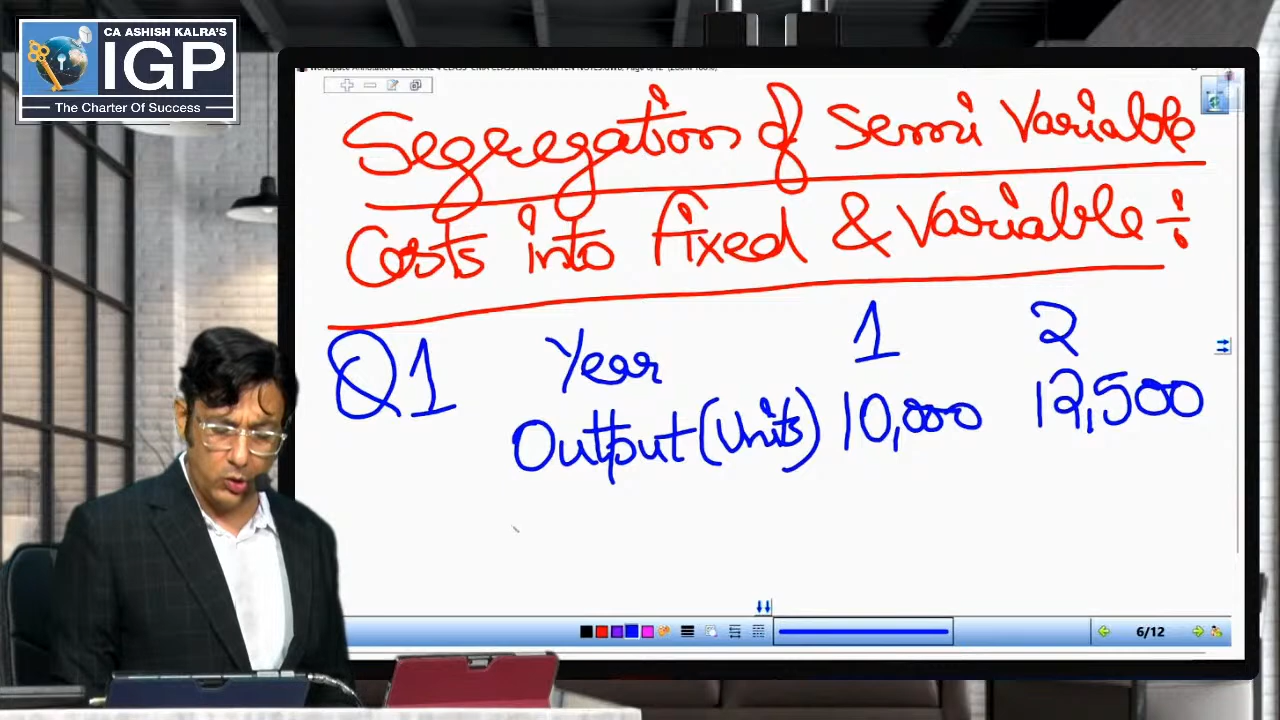 CA ASHISH KALRA'S
IGP
The Charter Of Success
Segregation of Semi Variable
Costs into Fixed & Variable ÷
Q1 Year 1 2
Output (Units) 10,000 12,500
6/12